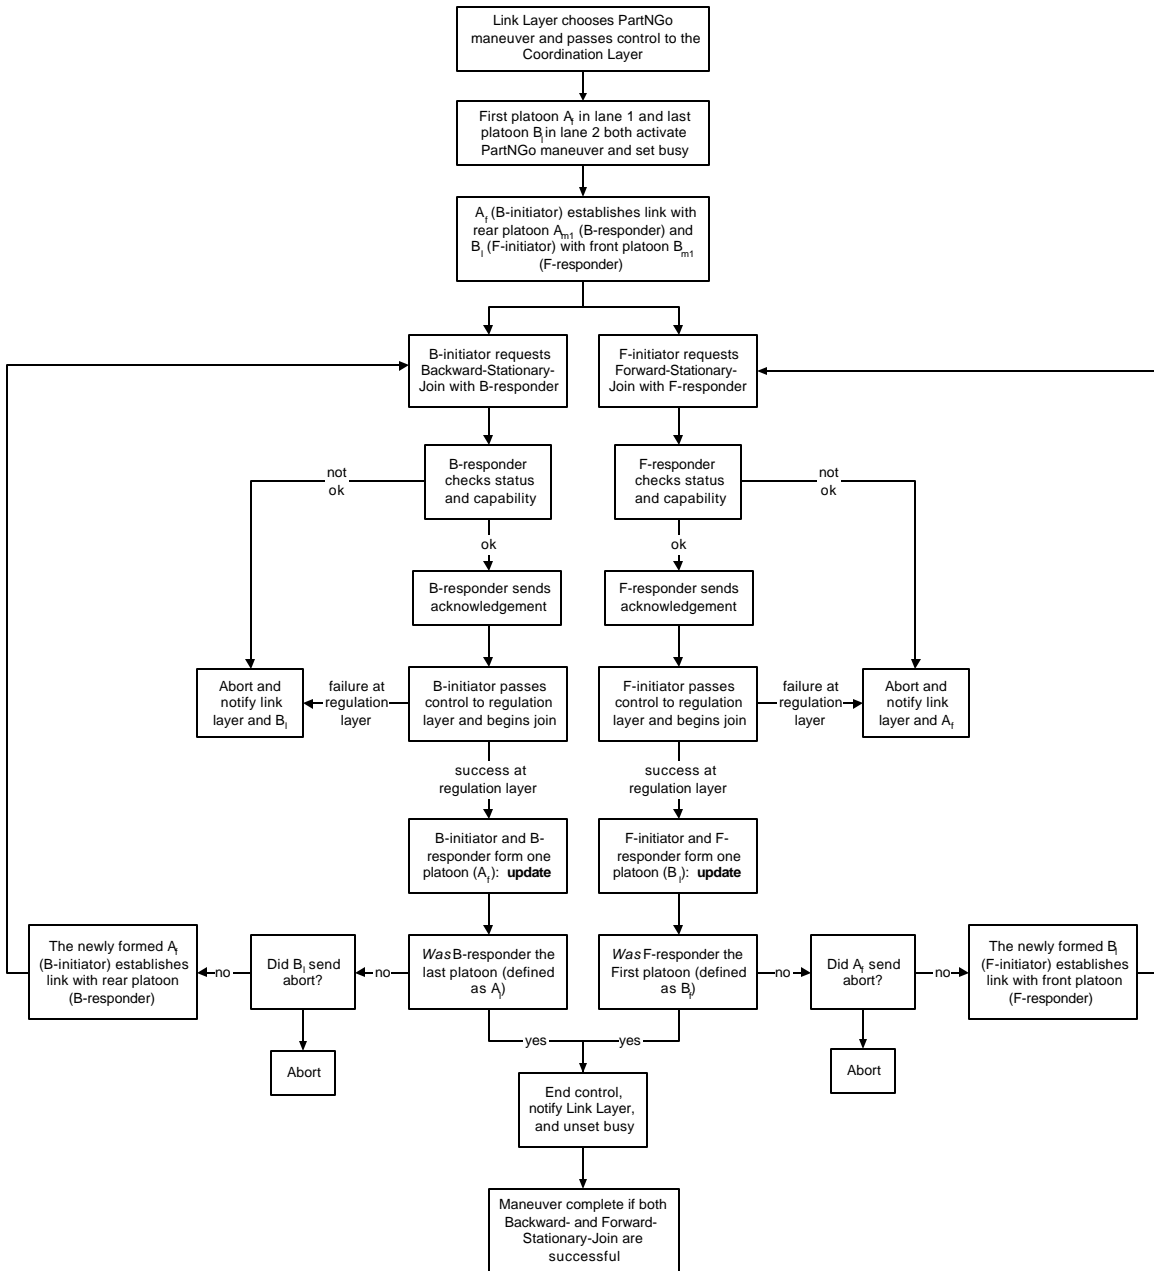 Link Layer chooses PartNGo
maneuver and passes control to the
Coordination Layer
First platoon Af in lane 1 and last
platoon Bl in lane 2 both activate
PartNGo maneuver and set busy
Af (B-initiator) establishes link with
rear platoon Am1 (B-responder) and
Bl (F-initiator) with front platoon Bm1
(F-responder)
B-initiator requests
Backward-Stationary-
Join with B-responder
F-initiator requests
Forward-Stationary-
Join with F-responder
B-responder
checks status
and capability
F-responder
checks status
and capability
not
ok
not
ok
ok
ok
B-responder sends
acknowledgement
F-responder sends
acknowledgement
Abort and
notify link
layer and Bl
failure at
regulation
layer
B-initiator passes
control to regulation
layer and begins join
F-initiator passes
control to regulation
layer and begins join
failure at
regulation
layer
Abort and
notify link
layer and Af
success at
regulation layer
success at
regulation layer
B-initiator and B-
responder form one
platoon (Af): update
F-initiator and F-
responder form one
platoon (Bl): update
The newly formed Af
(B-initiator) establishes
link with rear platoon
(B-responder)
no
Did Bl send
abort?
no
Was B-responder the
last platoon (defined
as Al)
Was F-responder the
First platoon (defined
as Bf)
no
Did Af send
abort?
no
The newly formed Bl
(F-initiator) establishes
link with front platoon
(F-responder)
Abort
yes
yes
Abort
End control,
notify Link Layer,
and unset busy
Maneuver complete if both
Backward- and Forward-
Stationary-Join are
successful